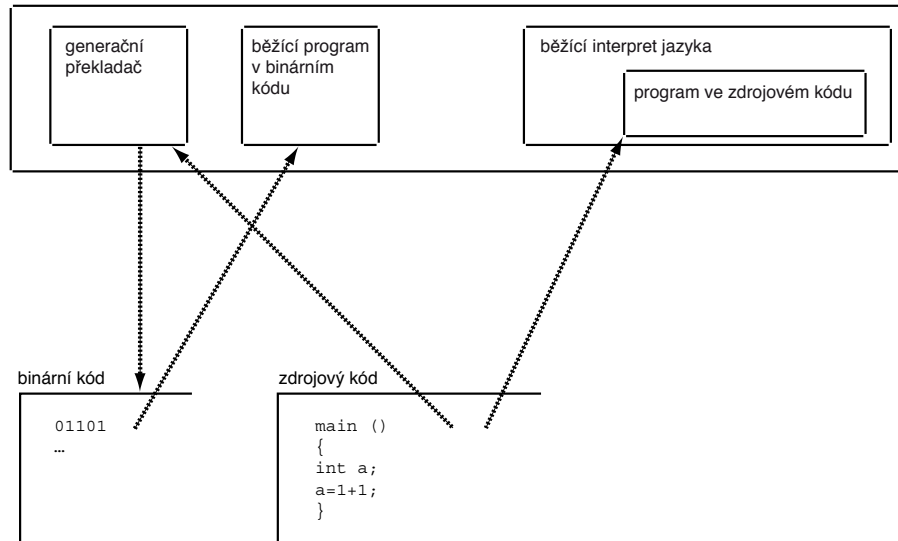 generační
překladač
běžící program
v binárním
kódu
běžící interpret jazyka
program ve zdrojovém kódu
binární kód
01101
…
zdrojový kód
main ()
{
int a;
a=1+1;
}